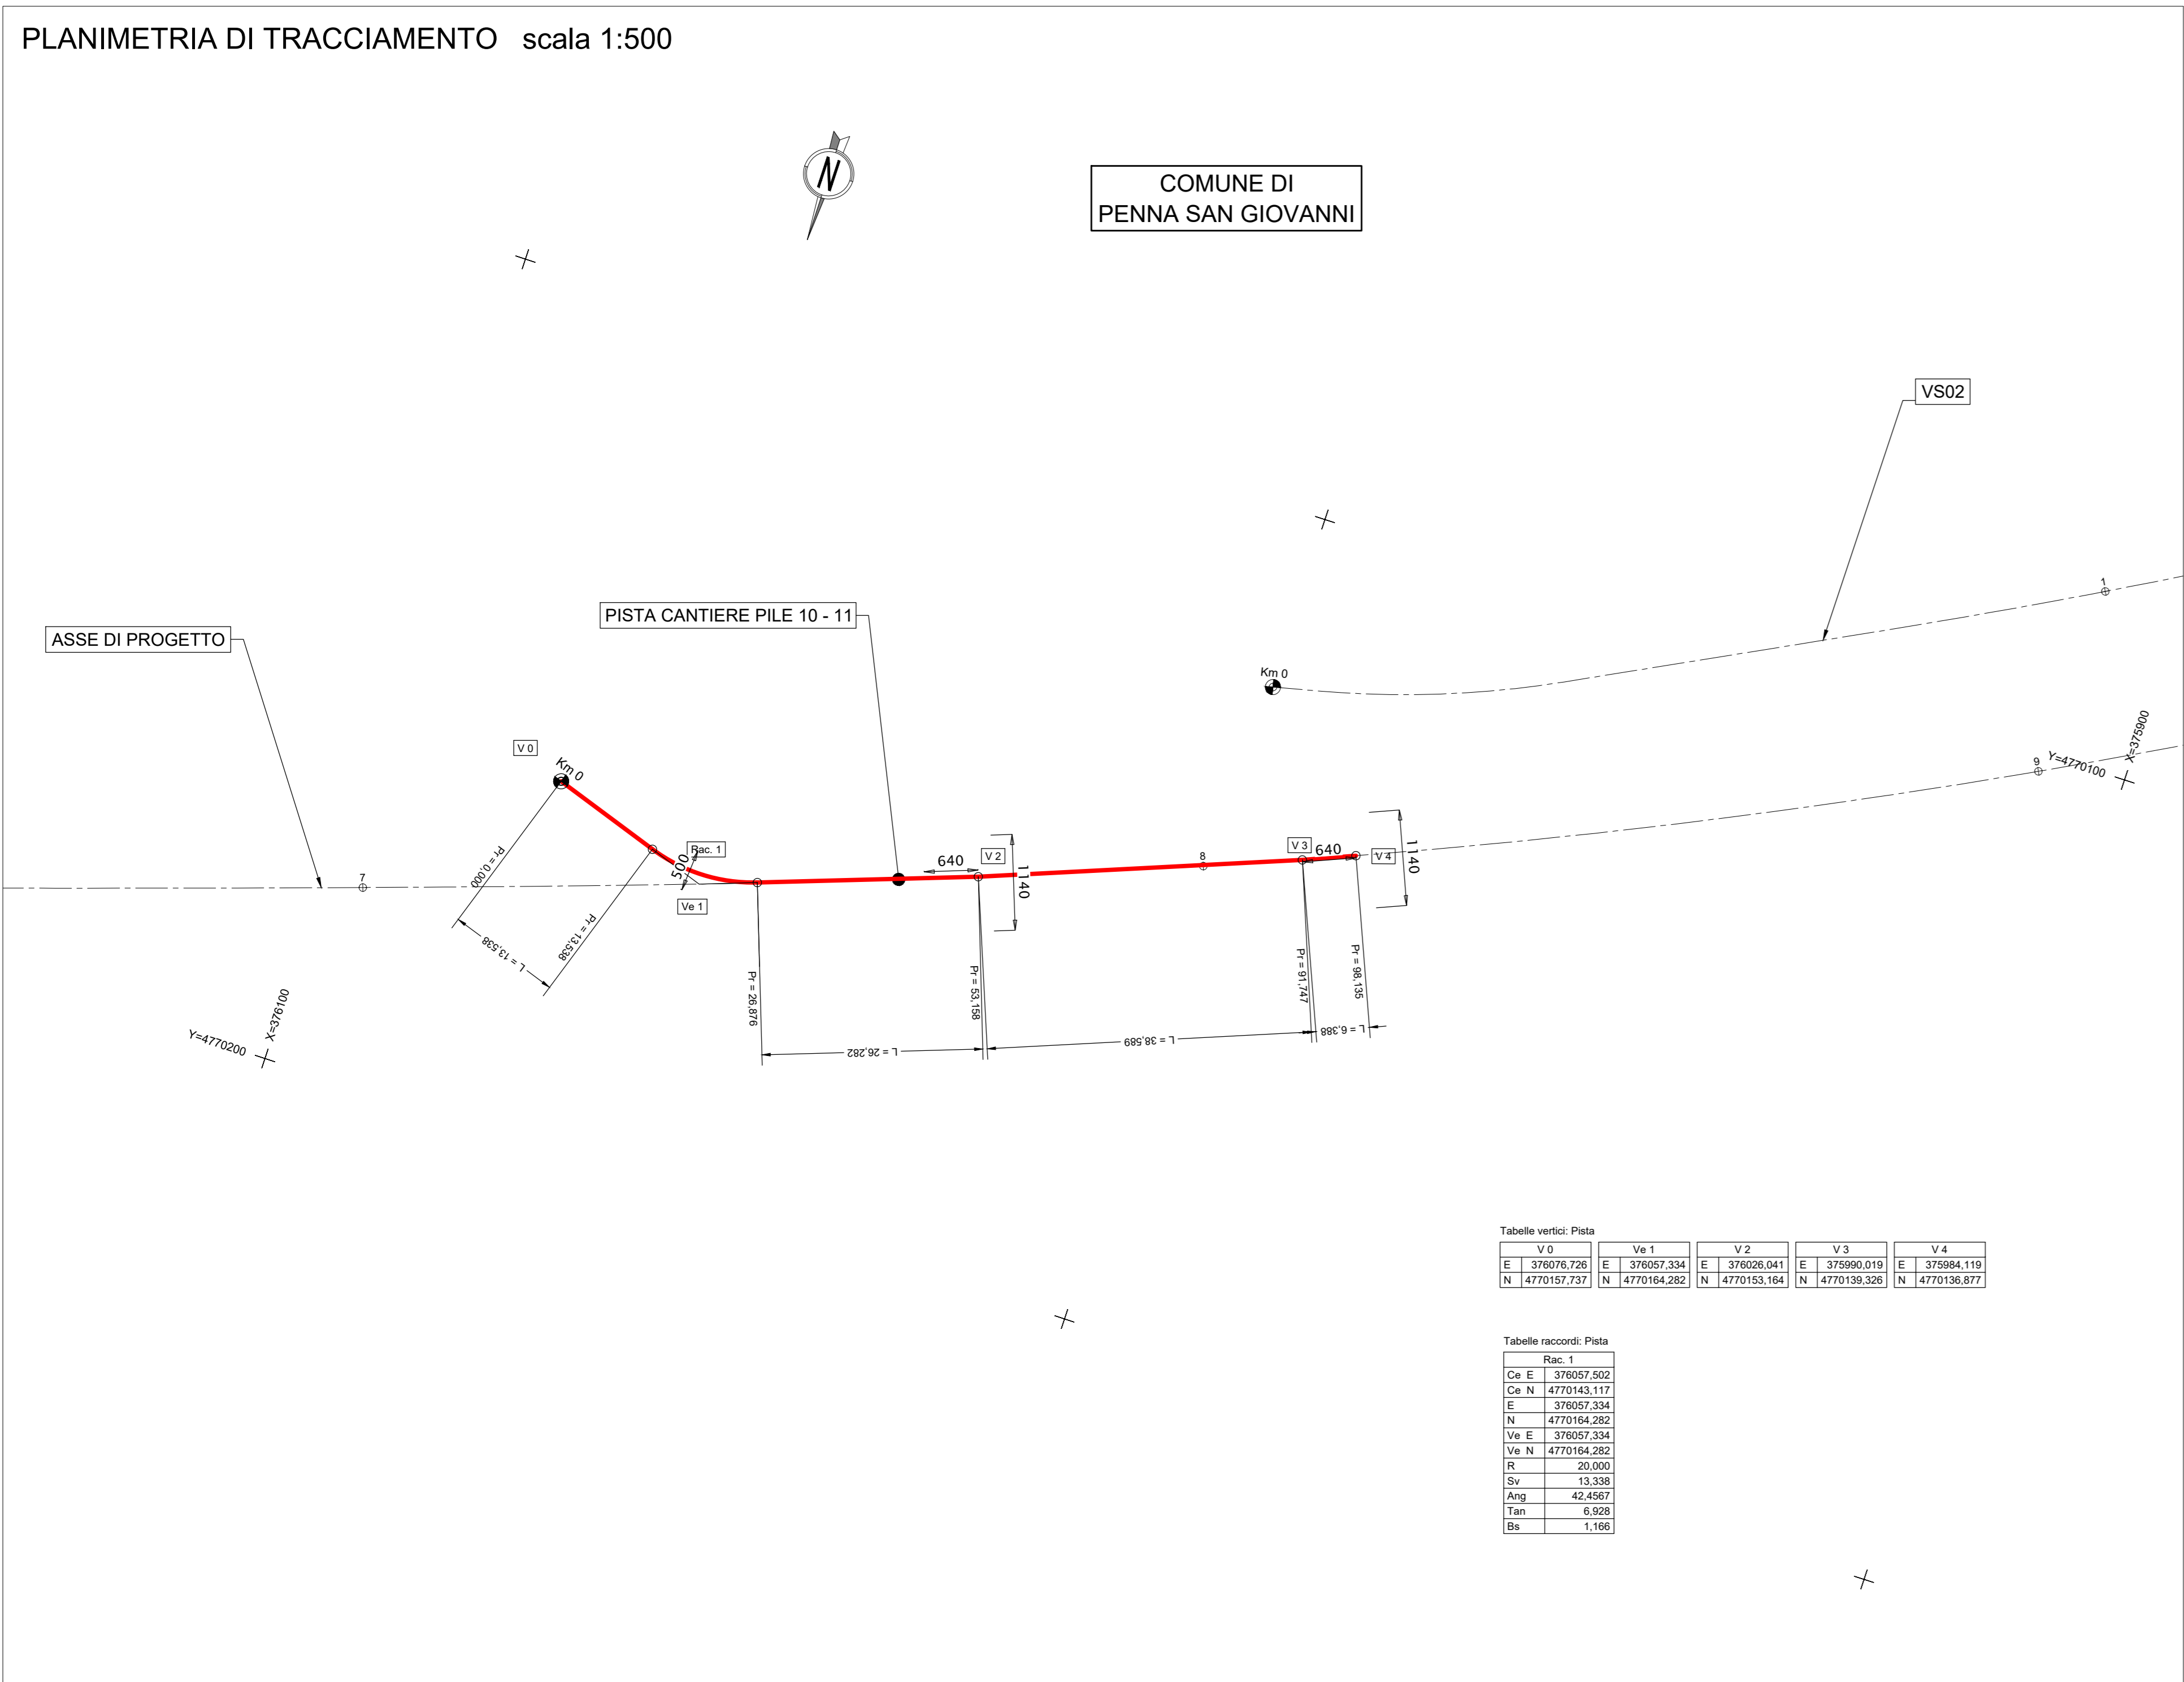 PLANIMETRIA DI TRACCIAMENTO scala 1:500
N
COMUNE DI
PENNA SAN GIOVANNI
VS02
1
PISTA CANTIERE PILE 10 - 11
ASSE DI PROGETTO
Km 0
X=375900
Y=4770100
9
V 0
Km 0
7
Pr = 0,000
L = 13,538
Pr = 13,538
500
Rac. 1
Ve 1
640
V 2
1140
8
V 3
640
V 4
1140
Pr = 26,876
Pr = 53,158
Pr = 91,747
Pr = 98,135
L = 26,282
L = 38,589
L = 6,388
X=376100
Y=4770200
Tabelle vertici: Pista
V 0 Ve 1 V 2 V 3 V 4
E 376076,726 E 376057,334 E 376026,041 E 375990,019 E 375984,119
N 4770157,737 N 4770164,282 N 4770153,164 N 4770139,326 N 4770136,877
Tabelle raccordi: Pista
Rac. 1
Ce E 376057,502
Ce N 4770143,117
E 376057,334
N 4770164,282
Ve E 376057,334
Ve N 4770164,282
R 20,000
Sv 13,338
Ang 42,4567
Tan 6,928
Bs 1,166